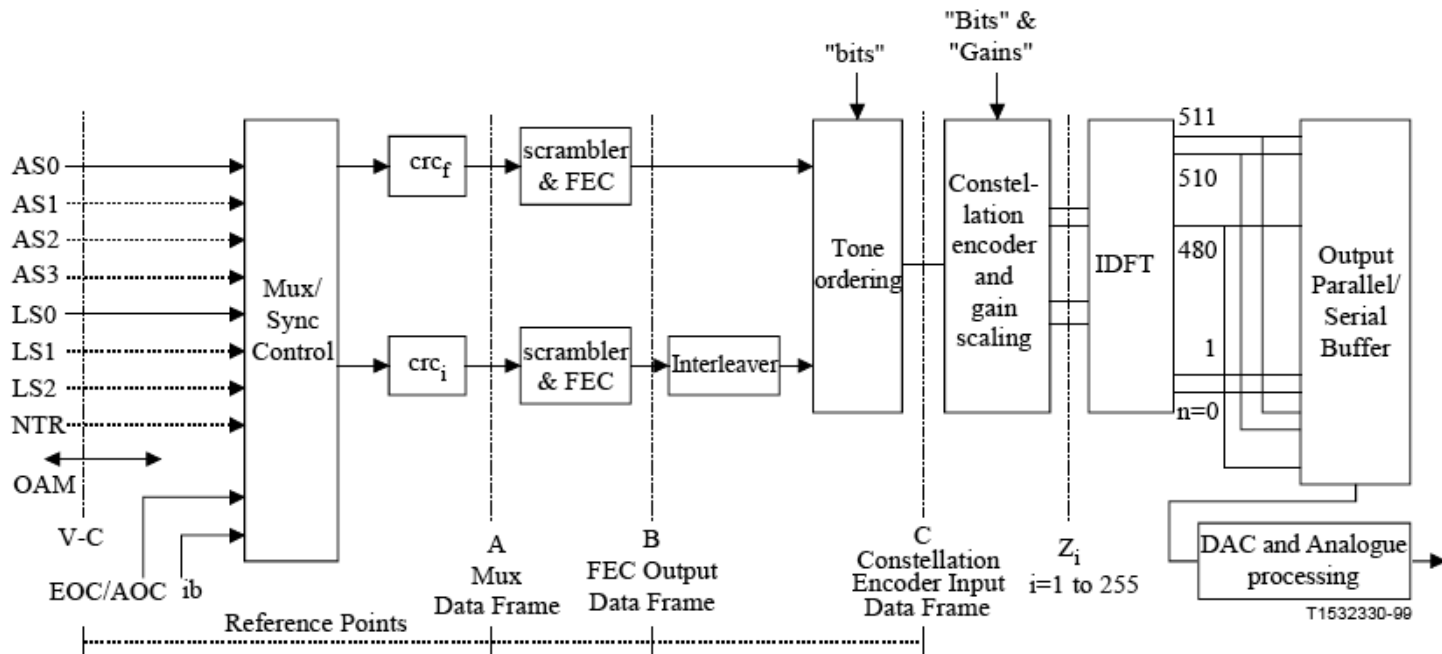 "Bits" &
"Gains"
"bits"
AS0
AS1
AS2
AS3
LS0
LS1
LS2
NTR
OAM
V-C
EOC/AOC
ib
Mux/
Sync
Control
crcf
crci
scrambler
& FEC
scrambler
& FEC
Interleaver
Tone
ordering
Constel-
lation
encoder
and
gain
scaling
IDFT
511
510
480
1
n=0
Output
Parallel/
Serial
Buffer
DAC and Analogue
processing
A
Mux
Data Frame
B
FEC Output
Data Frame
C
Constellation
Encoder Input
Data Frame
Zi
i=1 to 255
Reference Points
T1532330-99